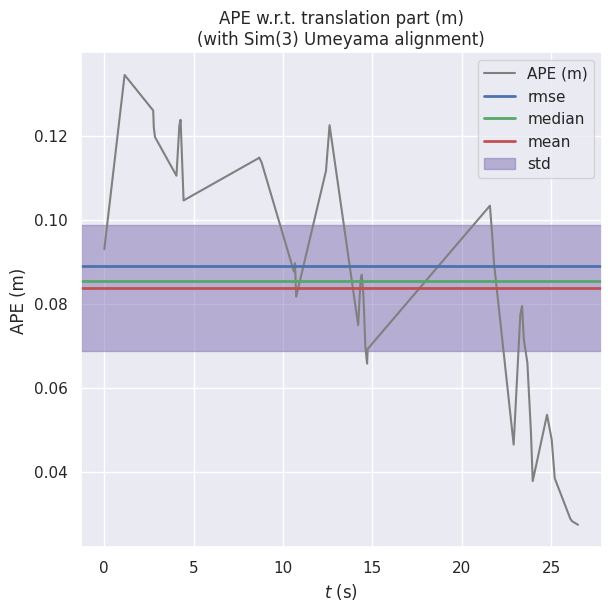 APE w.r.t. translation part (m)
(with Sim(3) Umeyama alignment)
APE (m)
rmse
median
mean
std
0.12
0.10
0.08
0.06
0.04
APE (m)
0
5
10
15
20
25
t (s)